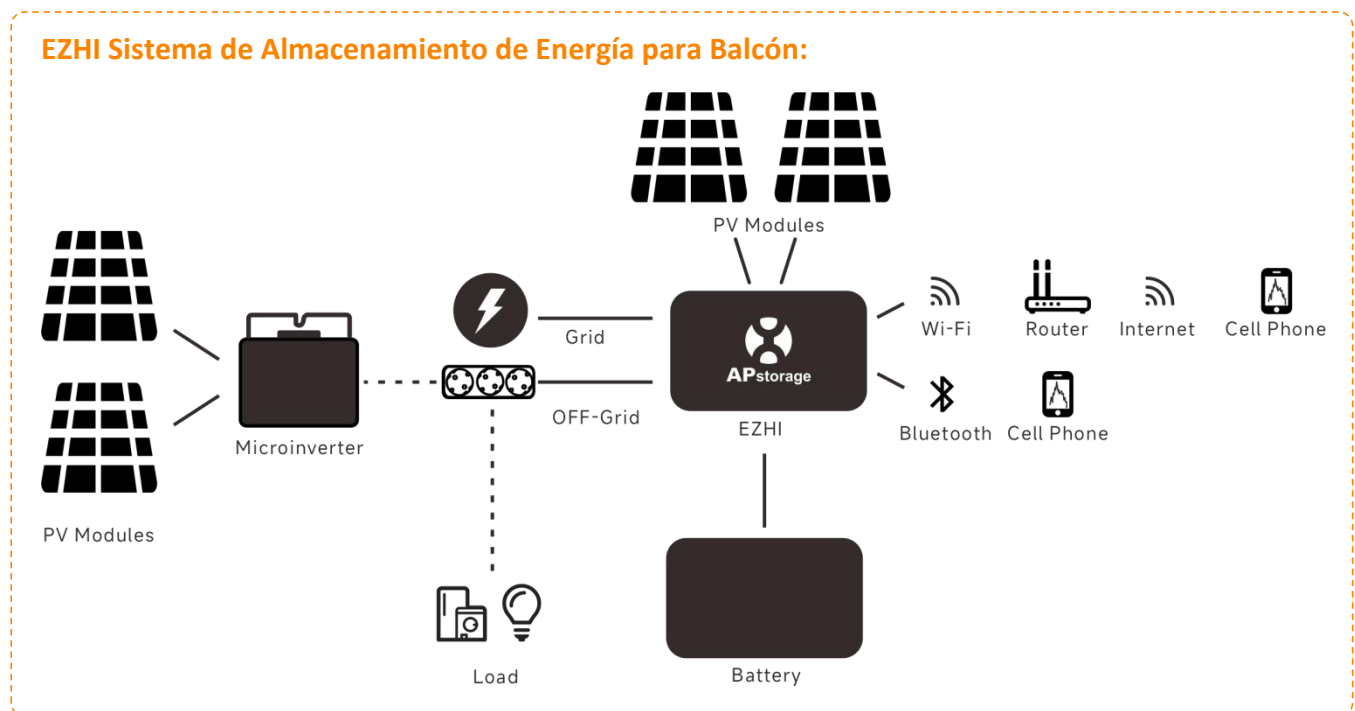 EZHI Sistema de Almacenamiento de Energía para Balcón:
PV Modules
Grid
APstorage
Wi-Fi
Router
Internet
Cell Phone
OFF-Grid
EZHI
Bluetooth
Cell Phone
Microinverter
PV Modules
Load
Battery